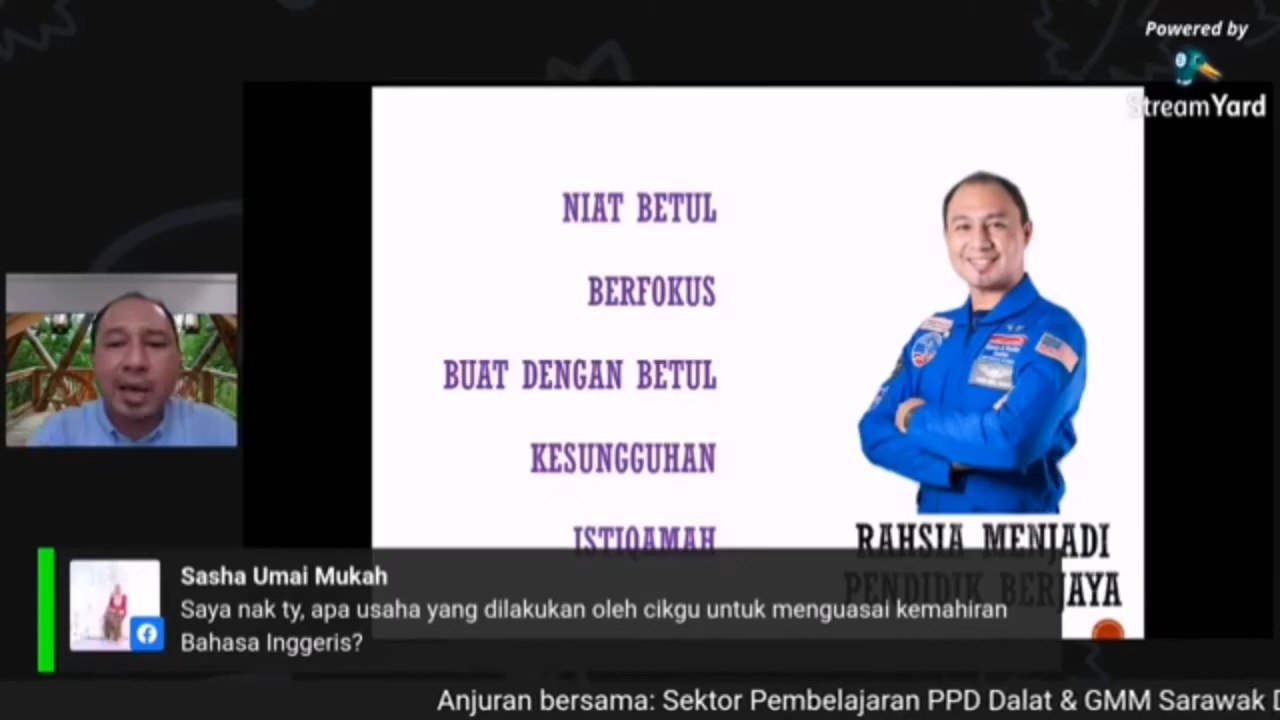 Powered by
StreamYard
NIAT BETUL
BERFOKUS
BUAT DENGAN BETUL
KESUNGGUHAN
ISTIQAMAH
RAHSIA MENJADI
PENDIDIK BERJAYA
Sasha Umai Mukah
Saya nak ty, apa usaha yang dilakukan oleh cikgu untuk menguasai kemahiran
Bahasa Inggeris?
Anjuran bersama: Sektor Pembelajaran PPD Dalat & GMM Sarawak